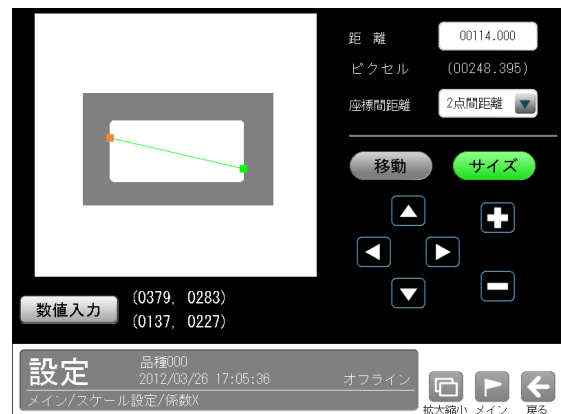 距 離 00114.000
ピクセル (00248.395)
座標間距離 2点間距離
移動 サイズ
数値入力
(0379, 0283)
(0137, 0227)
設定
品種000
2012/03/26 17:05:36 オフライン
メイン/スケール設定/係数X
拡大縮小 メイン 戻る